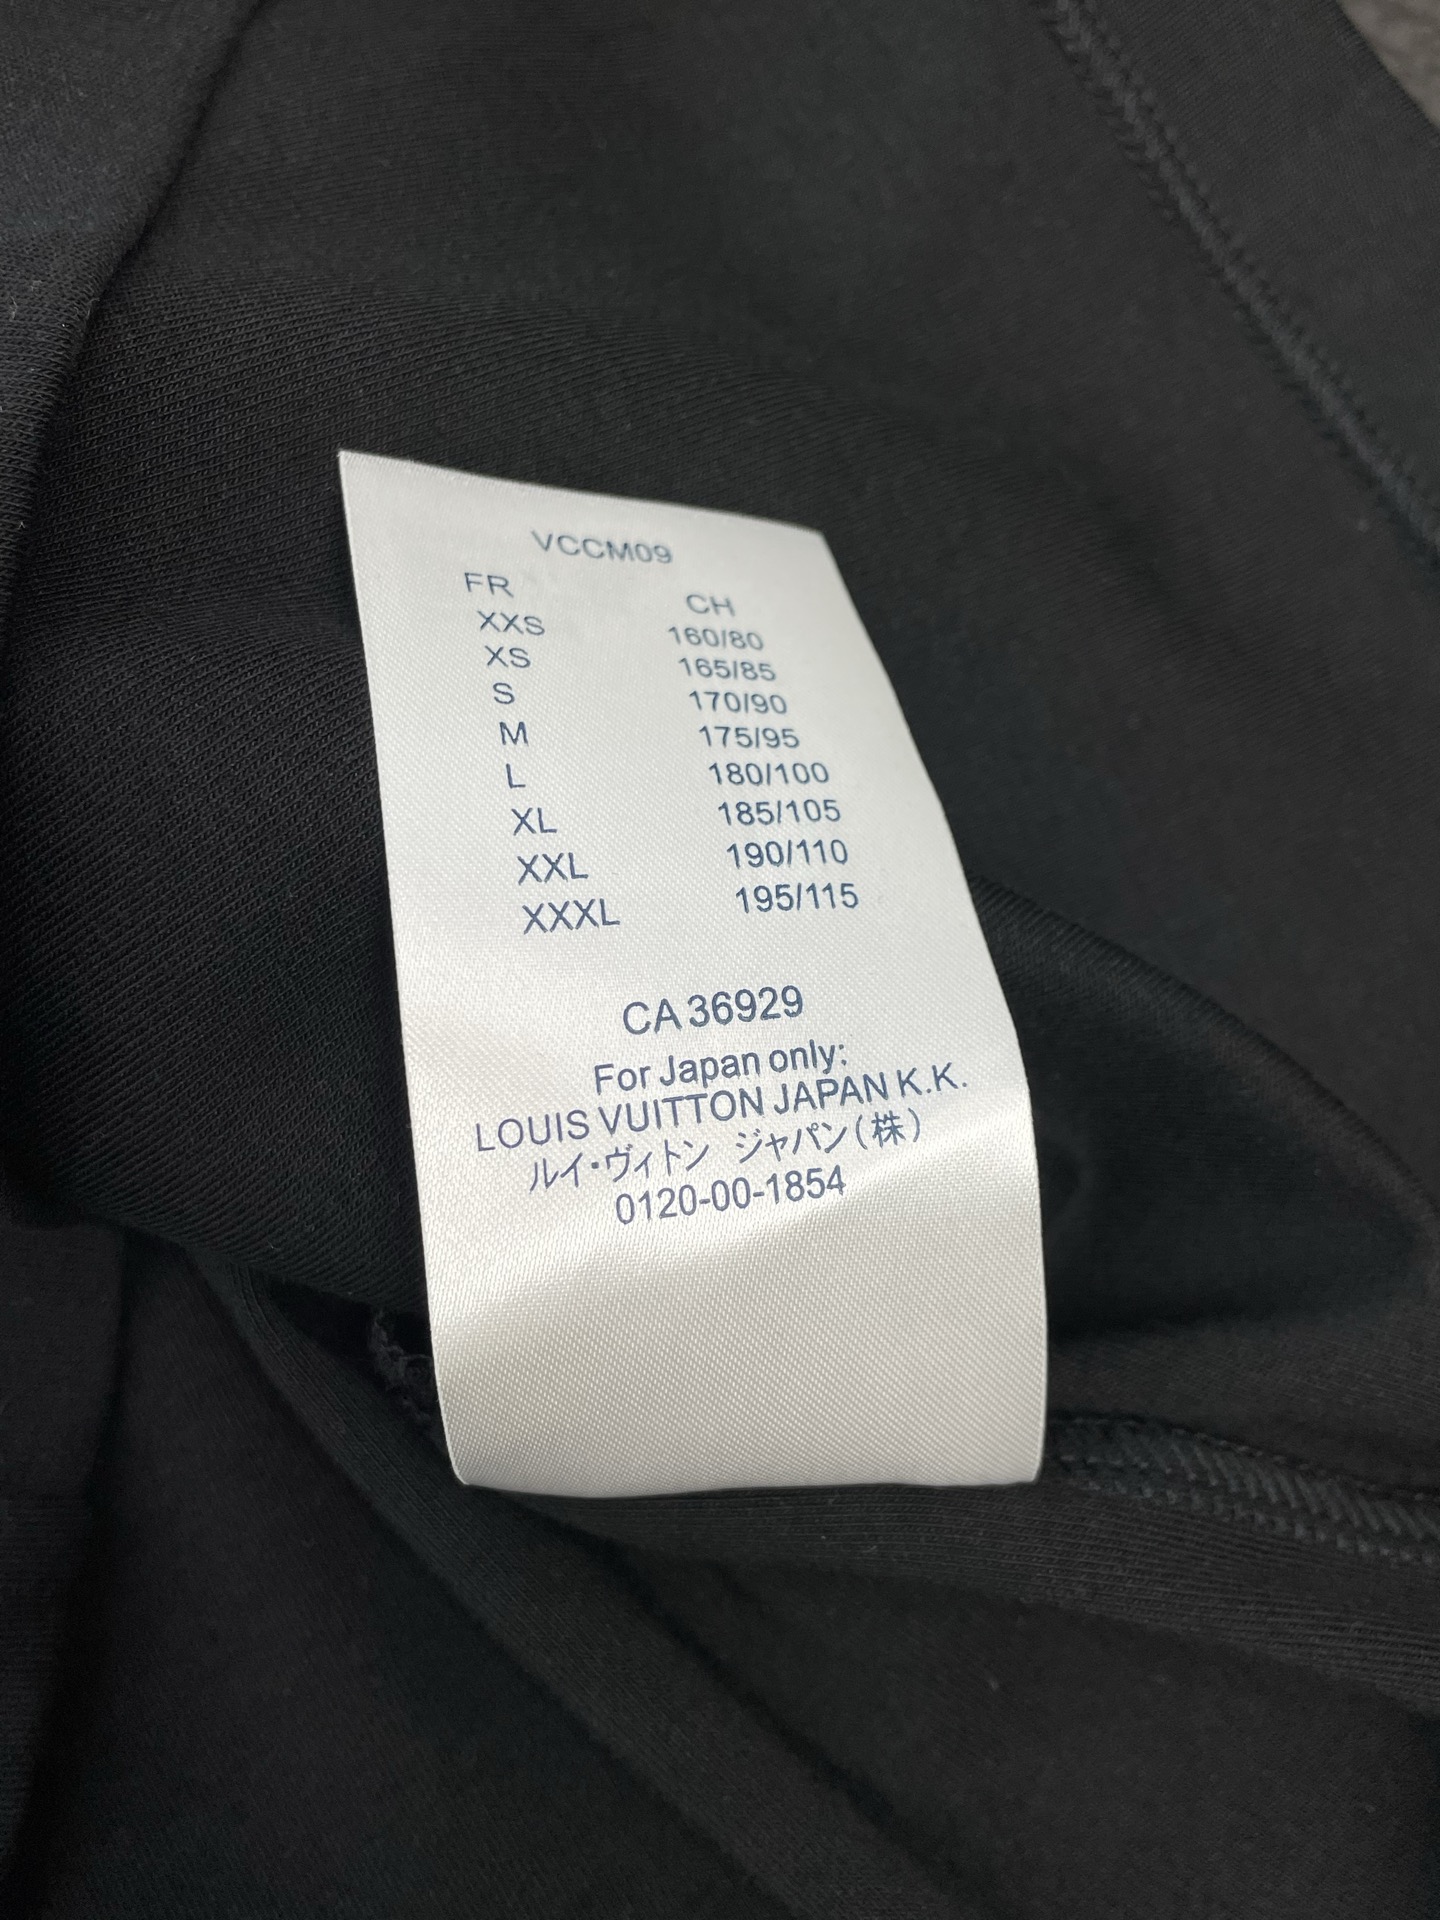 VCCM09
FR CH
XXS 160/80
XS 165/85
S 170/90
M 175/95
L 180/100
XL 185/105
XXL 190/110
XXXL 195/115
CA 36929
For Japan only:
LOUIS VUITTON JAPAN K.K.
ルイ・ヴィトン ジャパン(株)
0120-00-1854